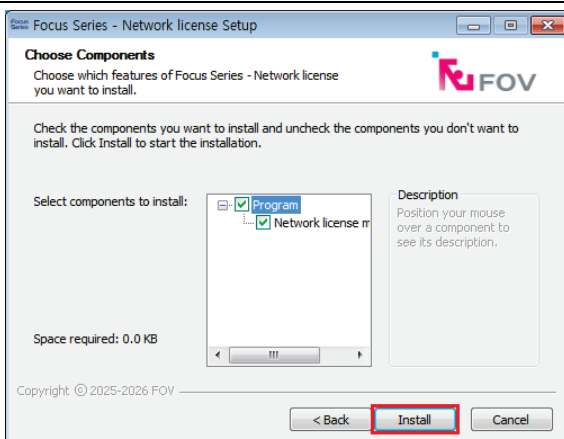 Focus Series
Focus Series - Network license Setup
Choose Components
Choose which features of Focus Series - Network license
you want to install.
FOV
Check the components you want to install and uncheck the components you don't want to
install. Click Install to start the installation.
Select components to install:
Program
Network license m
Description
Position your mouse
over a component to
see its description.
Space required: 0.0 KB
Copyright © 2025-2026 FOV
< Back
Install
Cancel